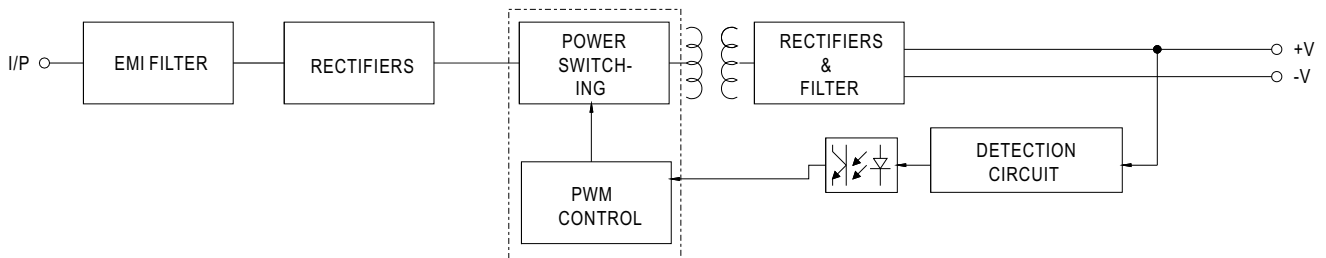 I/P
EMI FILTER
RECTIFIERS
POWER
SWITCH-
ING
RECTIFIERS
&
FILTER
+V
-V
PWM
CONTROL
DETECTION
CIRCUIT